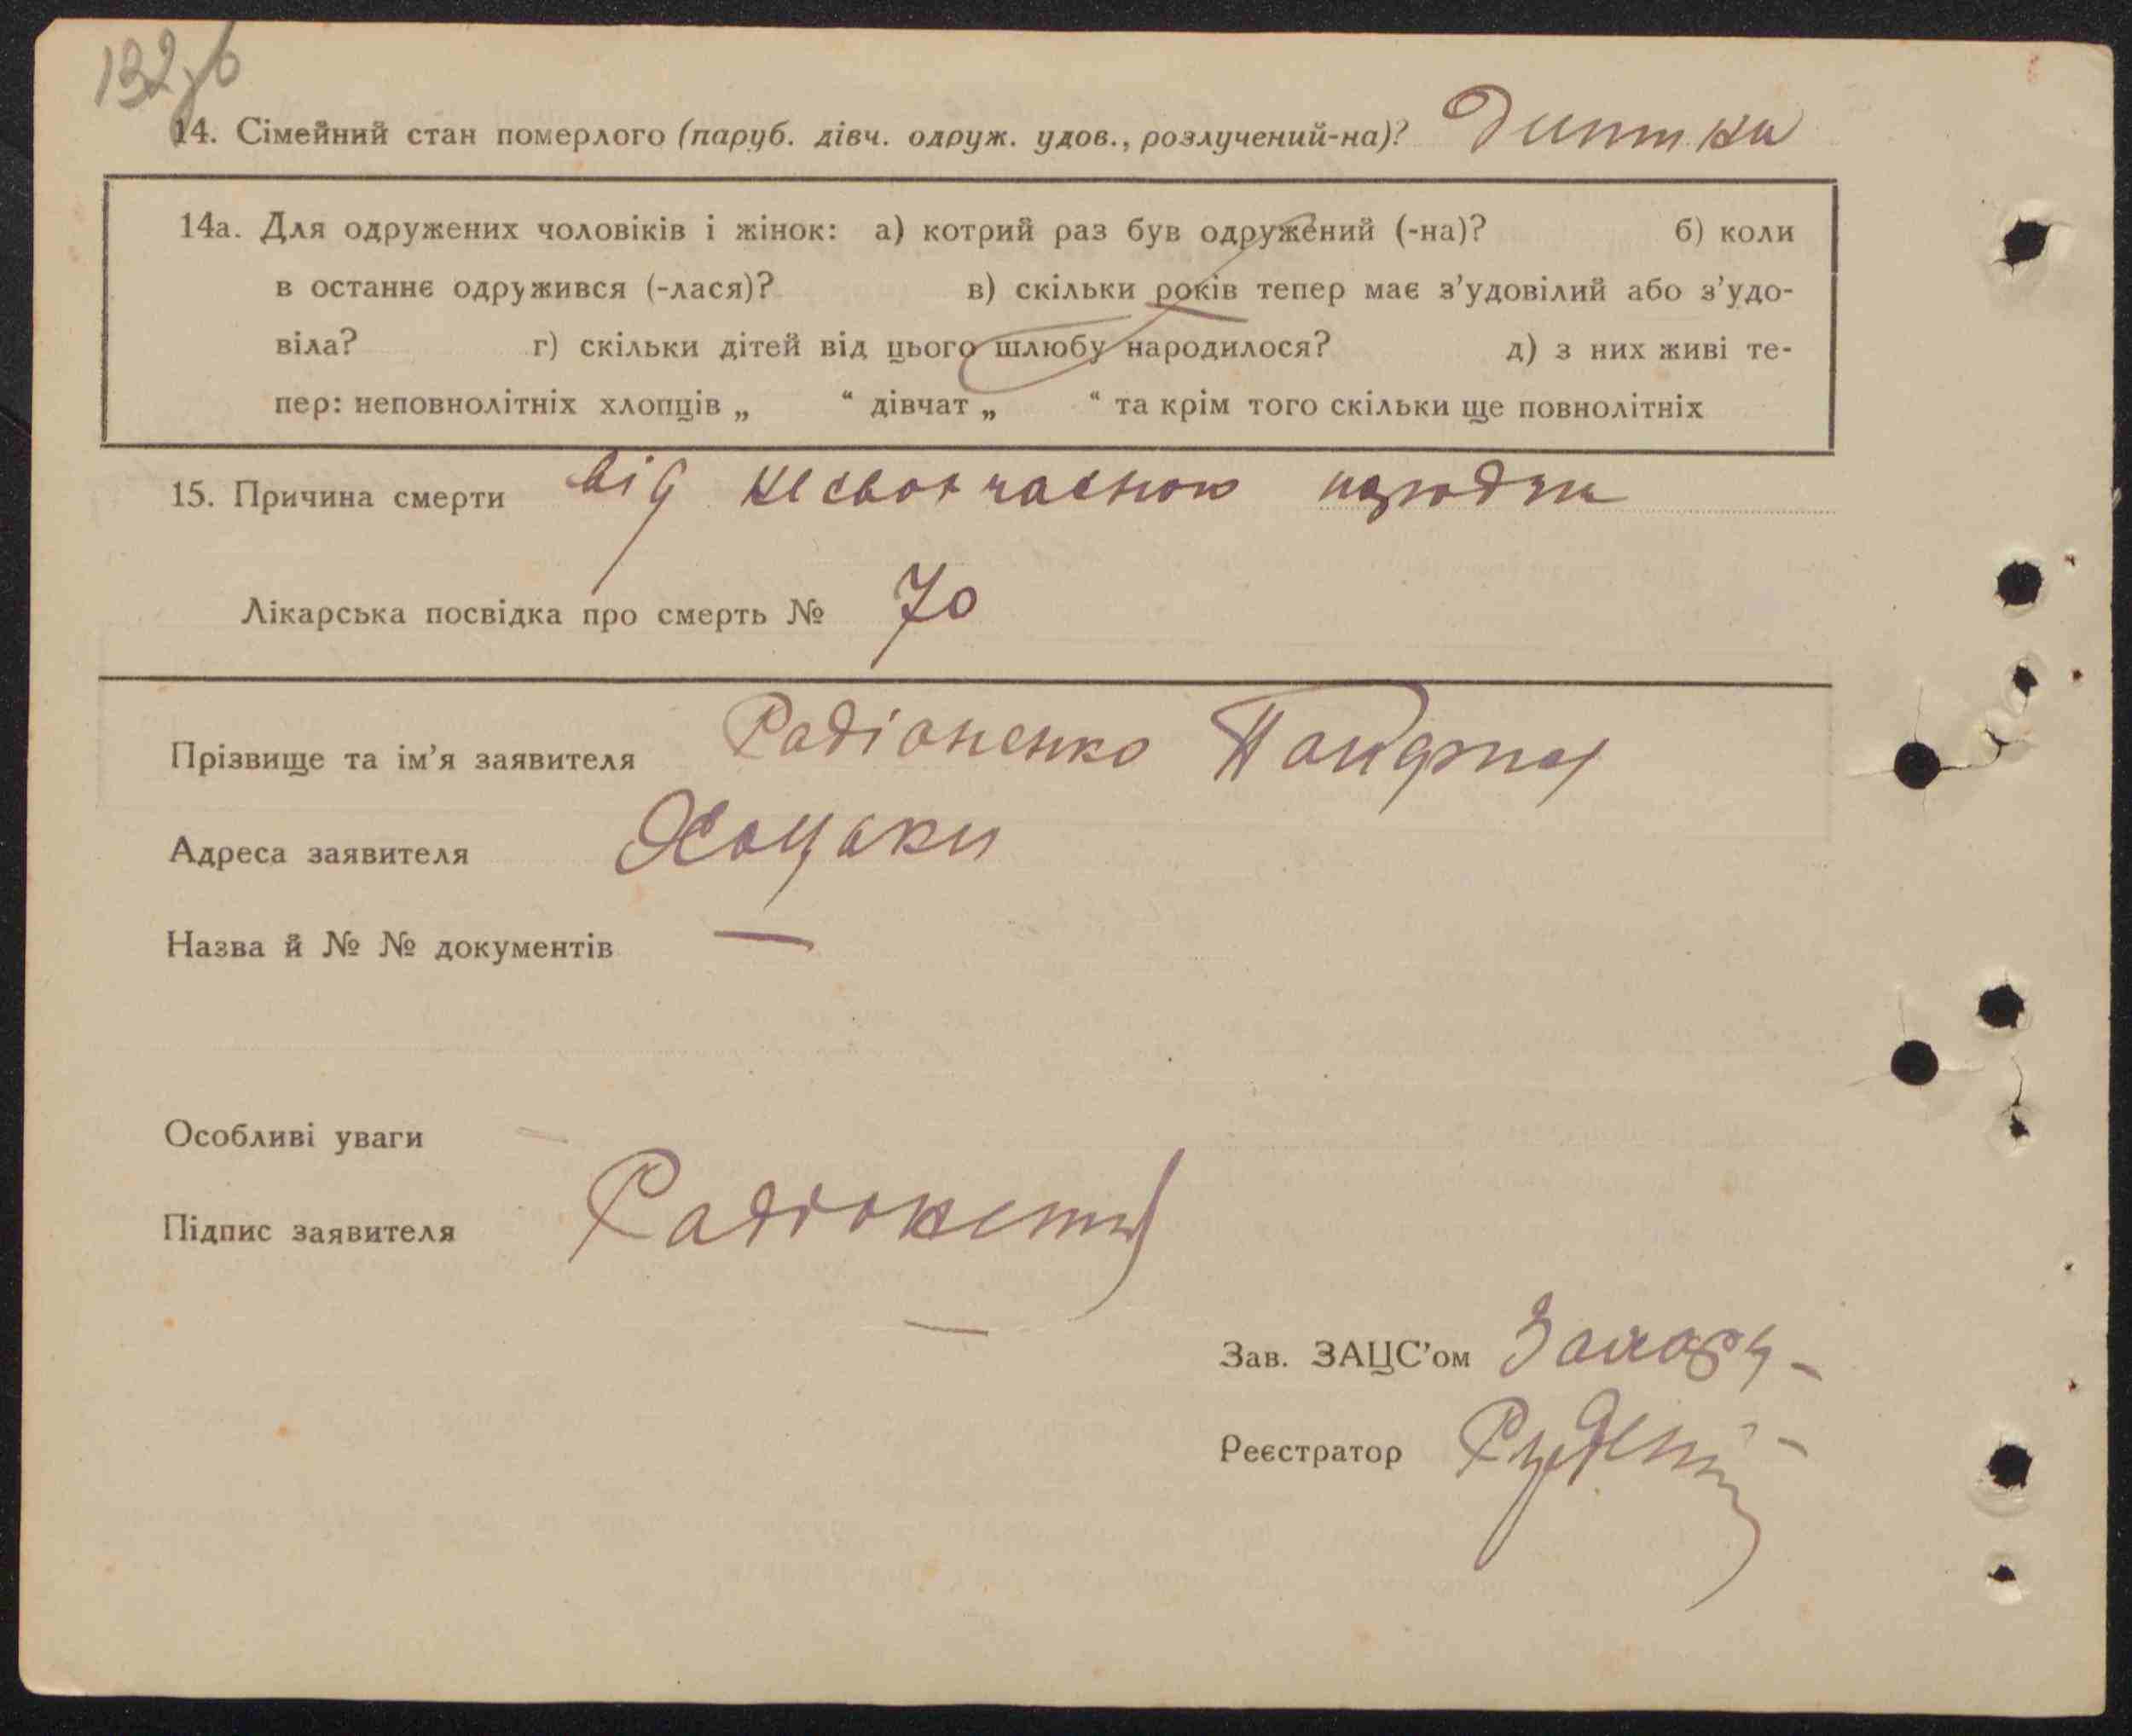 132зв
14. Сімейний стан померлого (паруб. дівч. одруж. удов., розлучений-на)? Дитина
14а. Для одружених чоловіків і жінок: а) котрий раз був одружений (-на)? б) коли
в останнє одружився (-лася)? в) скільки років тепер має з’удовілий або з’удо-
віла? г) скільки дітей від цього шлюбу народилося? д) з них живі те-
пер: неповнолітніх хлопців „ “ дівчат „ “ та крім того скільки ще повнолітніх
15. Причина смерти від
Лікарська посвідка про смерть № 70
Прізвище та ім’я заявителя Радіоненко
Адреса заявителя Хоцьки
Назва й № № документів —
Особливі уваги —
Підпис заявителя Радіоненко
Зав. ЗАЦС’ом
Реєстратор